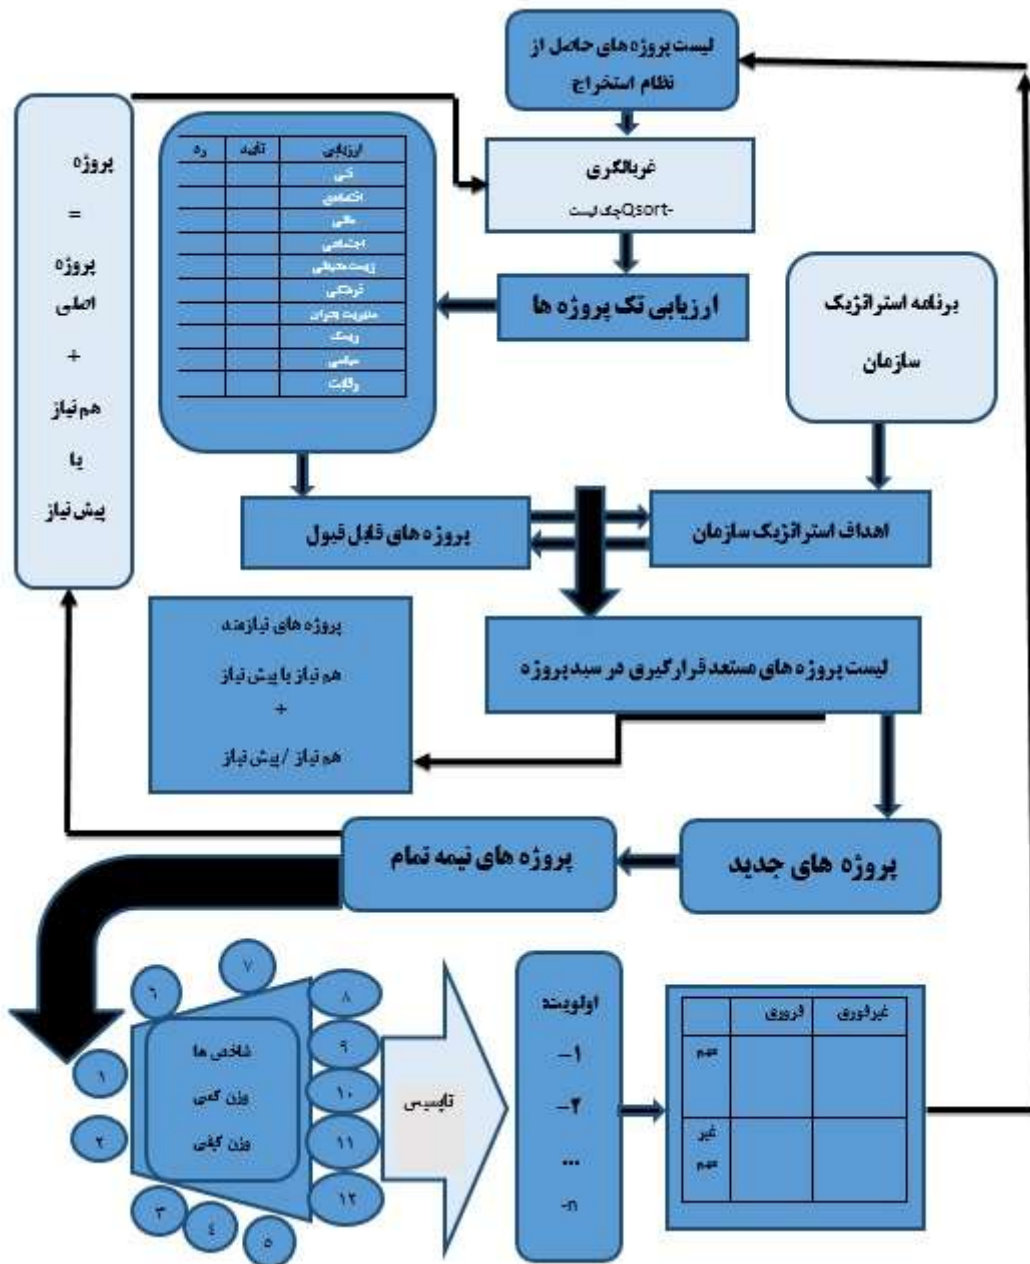 لیست پروژه های حاصل از
نظام استخراج
غربالگری
-Qsortچک لیست
ارزیابی تک پروژه ها
ارزیابی تایید رد
فنی
اقتصادی
مالی
اجتماعی
زیست محیطی
فرهنگی
مدیریت بحران
ریسک
سیاسی
رقابت
پروژه
=
پروژه
اصلی
+
هم نیاز
یا
پیش نیاز
برنامه استراتژیک
سازمان
اهداف استراتژیک سازمان
پروژه های قابل قبول
لیست پروژه های مستعد قرارگیری در سبد پروژه
پروژه های نیازمند
هم نیاز یا پیش نیاز
+
هم نیاز / پیش نیاز
پروژه های جدید
پروژه های نیمه تمام
۱
۲
۳
٤
۵
٦
۷
۸
۹
۱۰
۱۱
۱۲
شاخص ها
وزن کمی
وزن کیفی
تاپسیس
اولویت
-۱
-۲
...
-n
غیرفوری
مهم
غیر
مهم